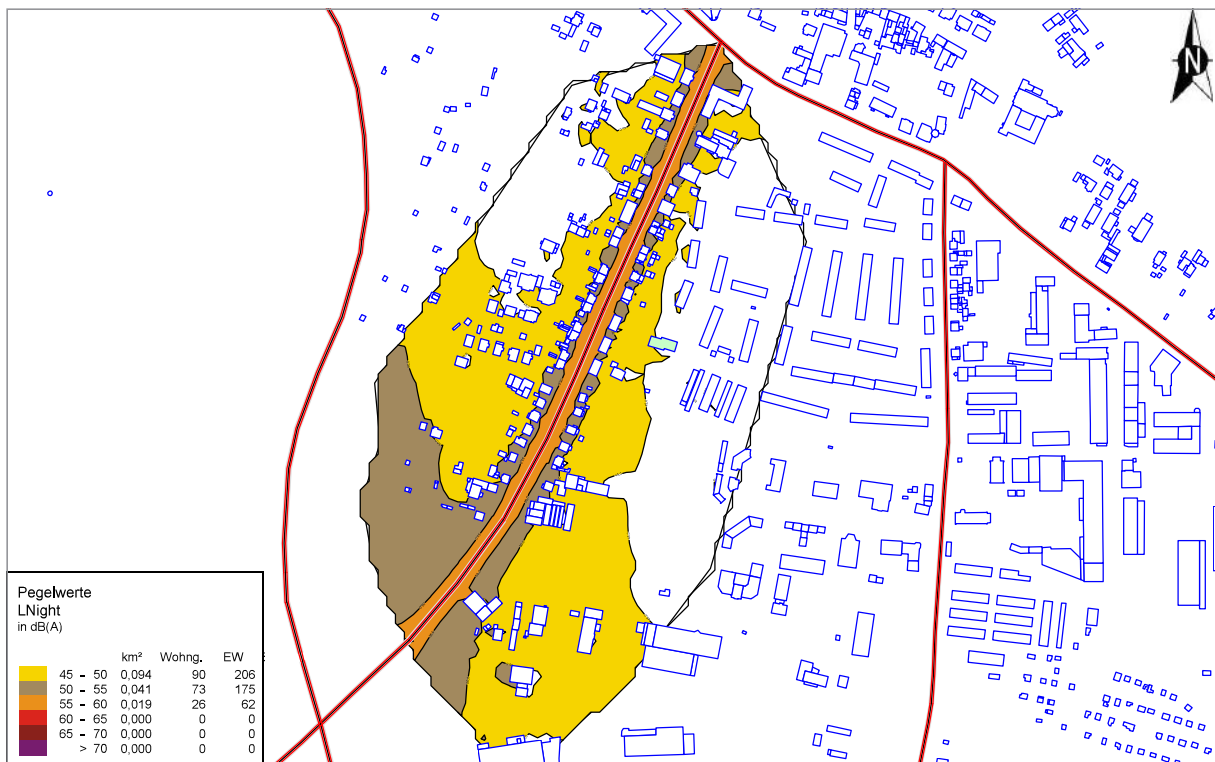 N
Pegelwerte
LNight
in dB(A)
km² Wohng. EW
45 - 50 0,094 90 206
50 - 55 0,041 73 175
55 - 60 0,019 26 62
60 - 65 0,000 0 0
65 - 70 0,000 0 0
> 70 0,000 0 0